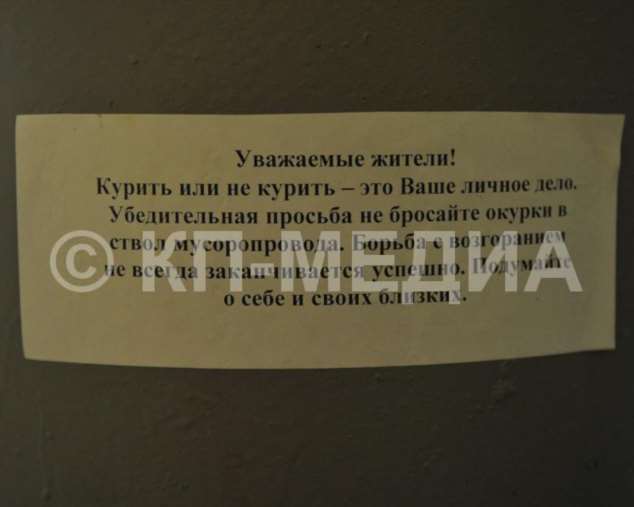 Уважаемые жители!
Курить или не курить – это Ваше личное дело.
Убедительная просьба не бросайте окурки в
ствол мусоропровода. Борьба с возгоранием
не всегда заканчивается успешно. Подумайте
о себе и своих близких.
© КП-МЕДИА